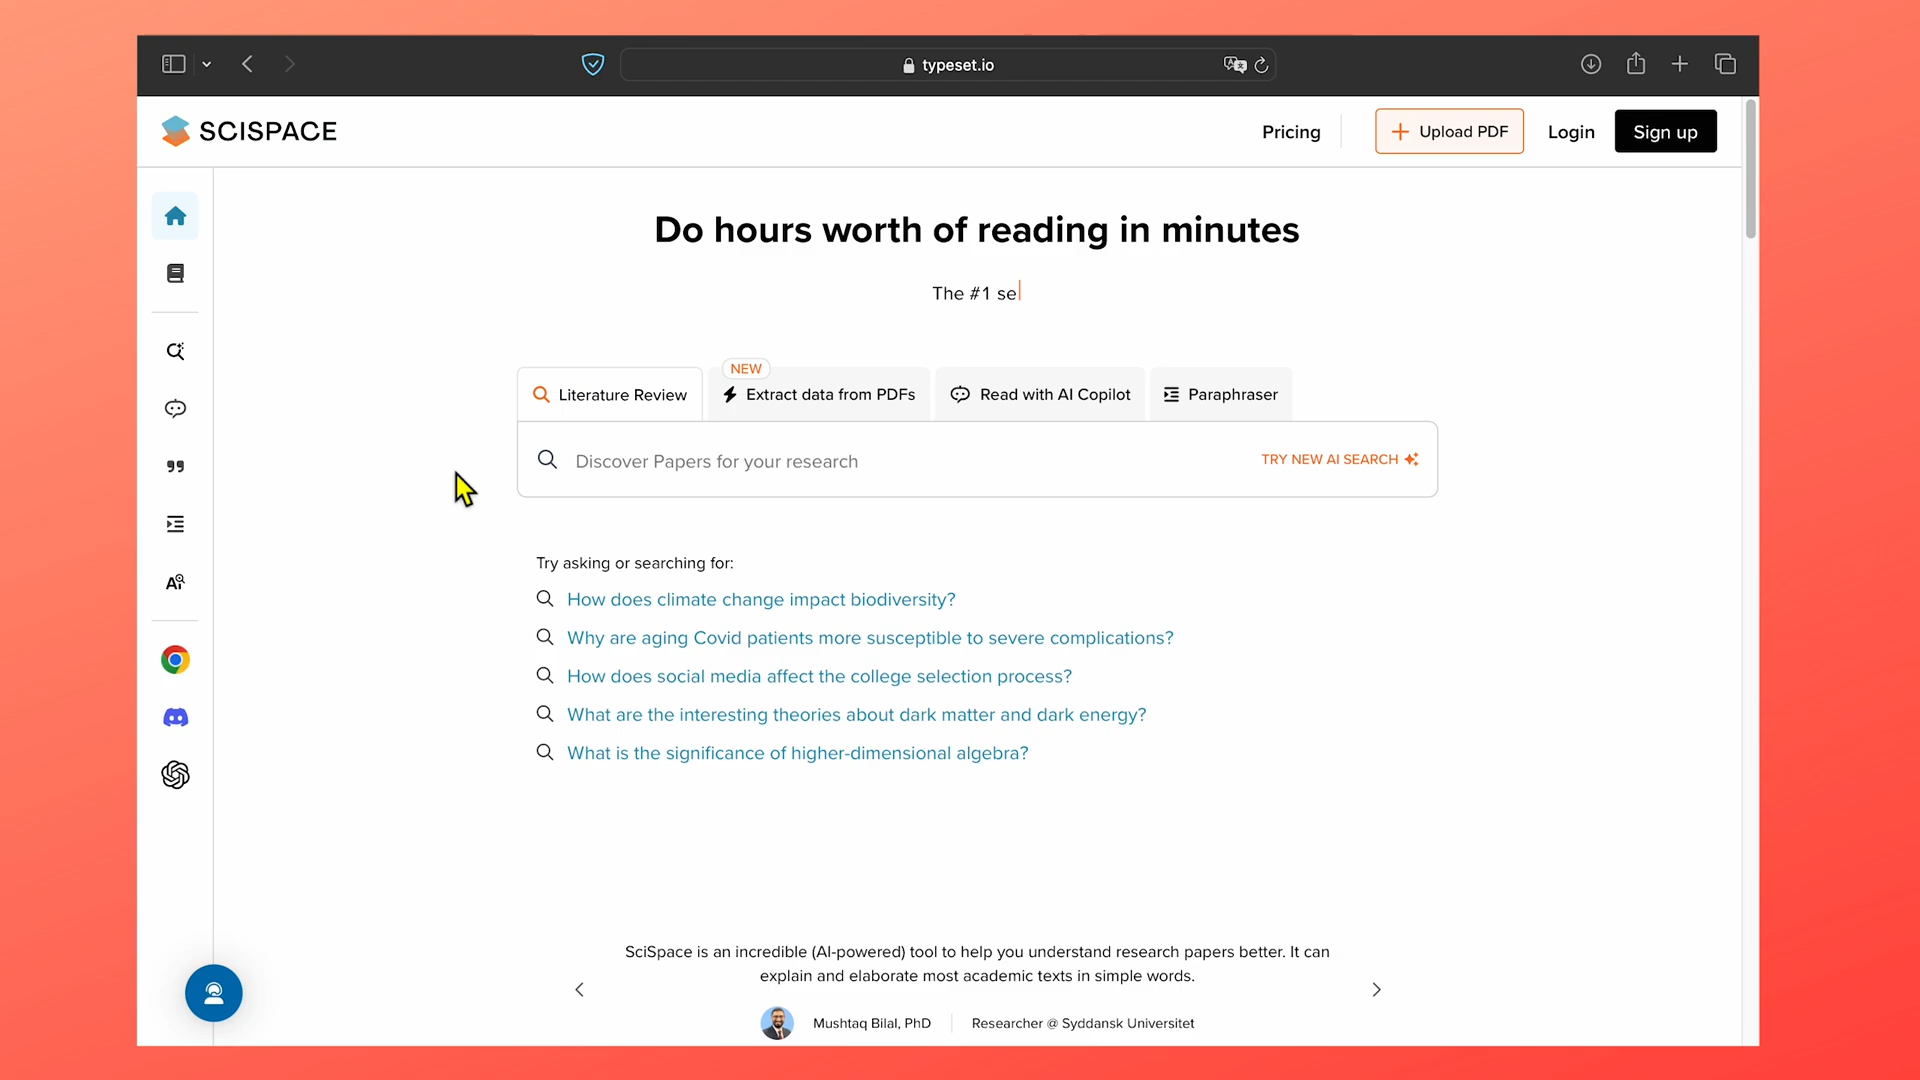 typeset.io
SCISPACE
Pricing
Upload PDF
Login
Sign up
Do hours worth of reading in minutes
The #1 se
NEW
Literature Review
Extract data from PDFs
Read with AI Copilot
Paraphraser
Discover Papers for your research
TRY NEW AI SEARCH
Try asking or searching for:
How does climate change impact biodiversity?
Why are aging Covid patients more susceptible to severe complications?
How does social media affect the college selection process?
What are the interesting theories about dark matter and dark energy?
What is the significance of higher-dimensional algebra?
SciSpace is an incredible (AI-powered) tool to help you understand research papers better. It can
explain and elaborate most academic texts in simple words.
Mushtaq Bilal, PhD
Researcher @ Syddansk Universitet